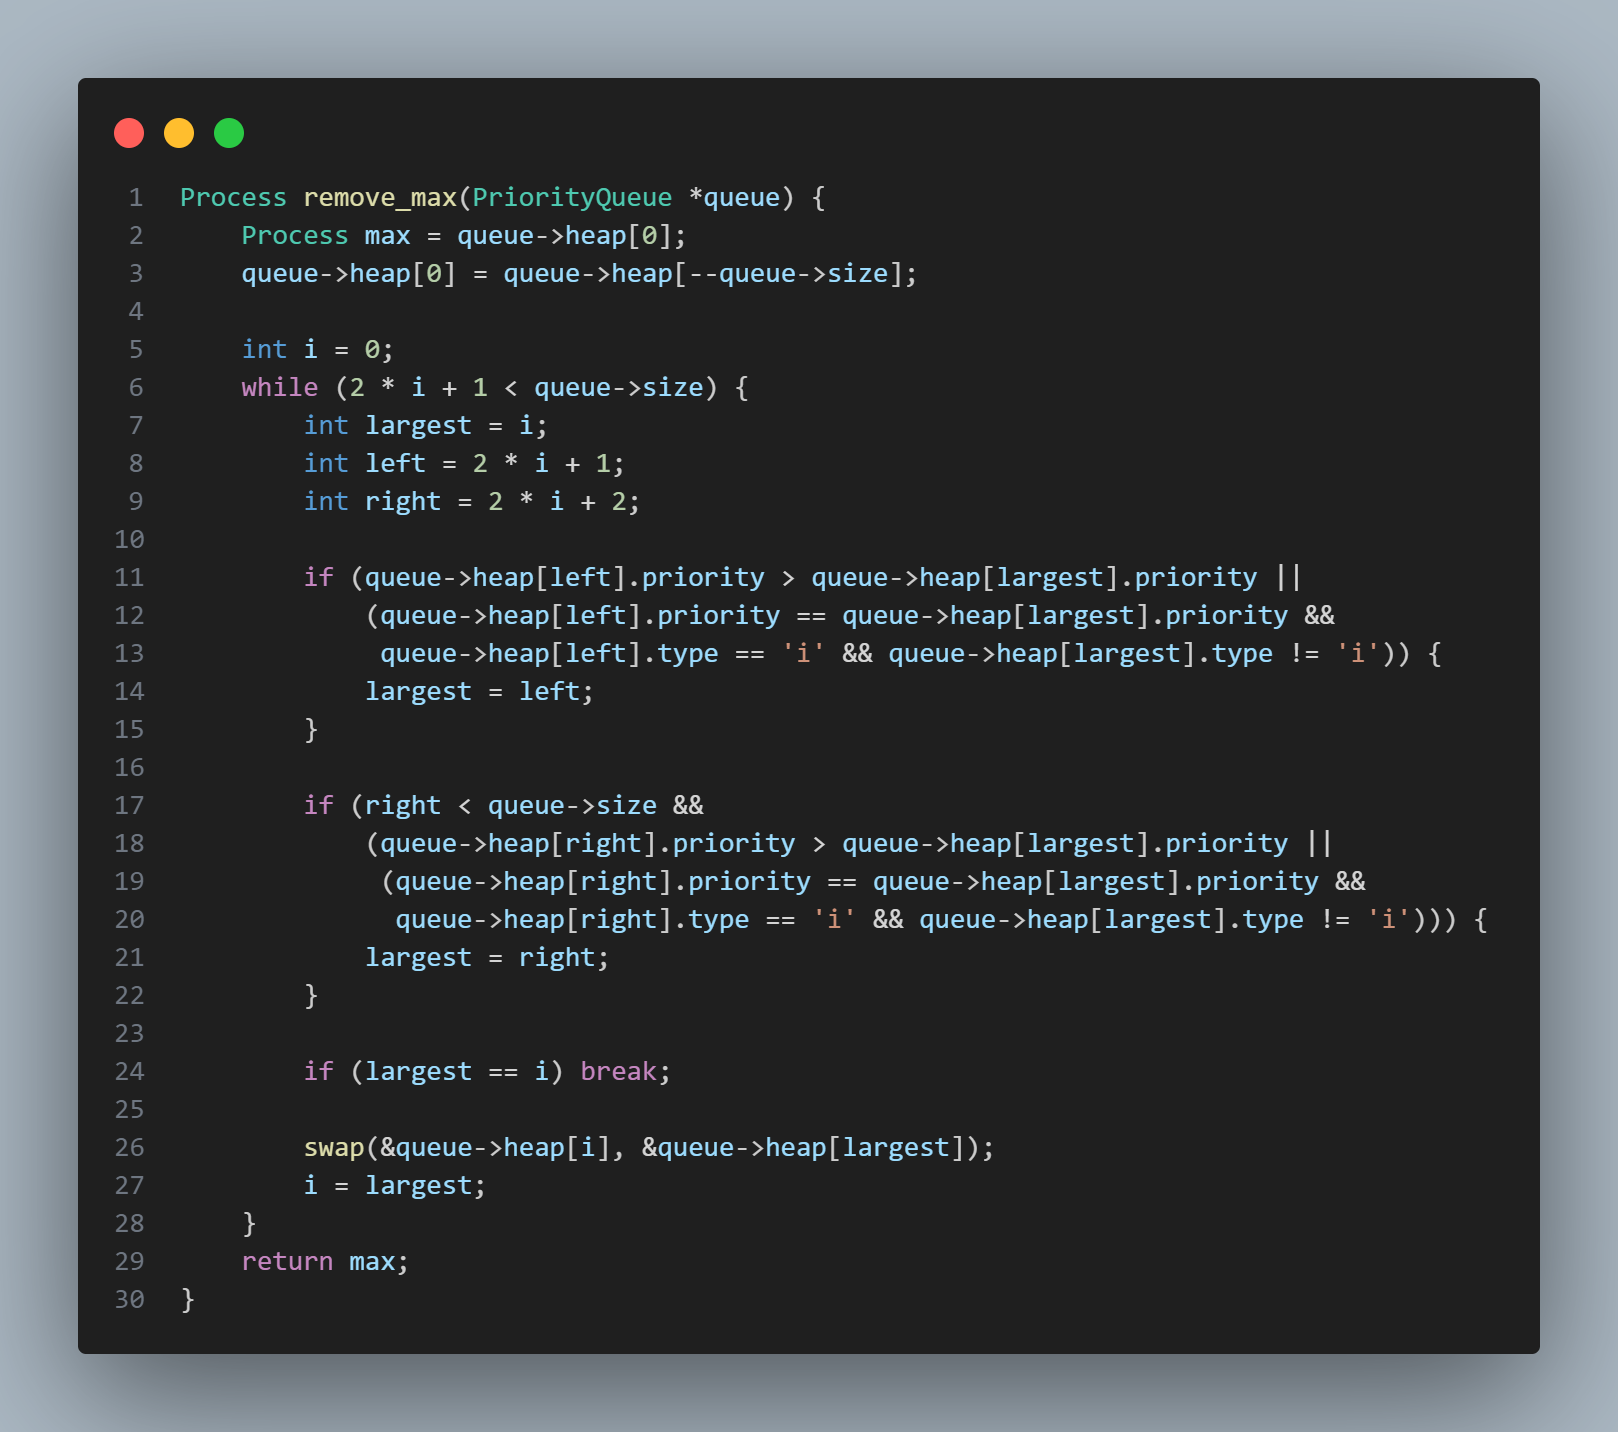 1 Process remove_max(PriorityQueue *queue) {
2     Process max = queue->heap[0];
3     queue->heap[0] = queue->heap[--queue->size];
4
5     int i = 0;
6     while (2 * i + 1 < queue->size) {
7         int largest = i;
8         int left = 2 * i + 1;
9         int right = 2 * i + 2;
10
11         if (queue->heap[left].priority > queue->heap[largest].priority ||
12             (queue->heap[left].priority == queue->heap[largest].priority &&
13              queue->heap[left].type == 'i' && queue->heap[largest].type != 'i')) {
14             largest = left;
15         }
16
17         if (right < queue->size &&
18             (queue->heap[right].priority > queue->heap[largest].priority ||
19              (queue->heap[right].priority == queue->heap[largest].priority &&
20               queue->heap[right].type == 'i' && queue->heap[largest].type != 'i'))) {
21             largest = right;
22         }
23
24         if (largest == i) break;
25
26         swap(&queue->heap[i], &queue->heap[largest]);
27         i = largest;
28     }
29     return max;
30 }